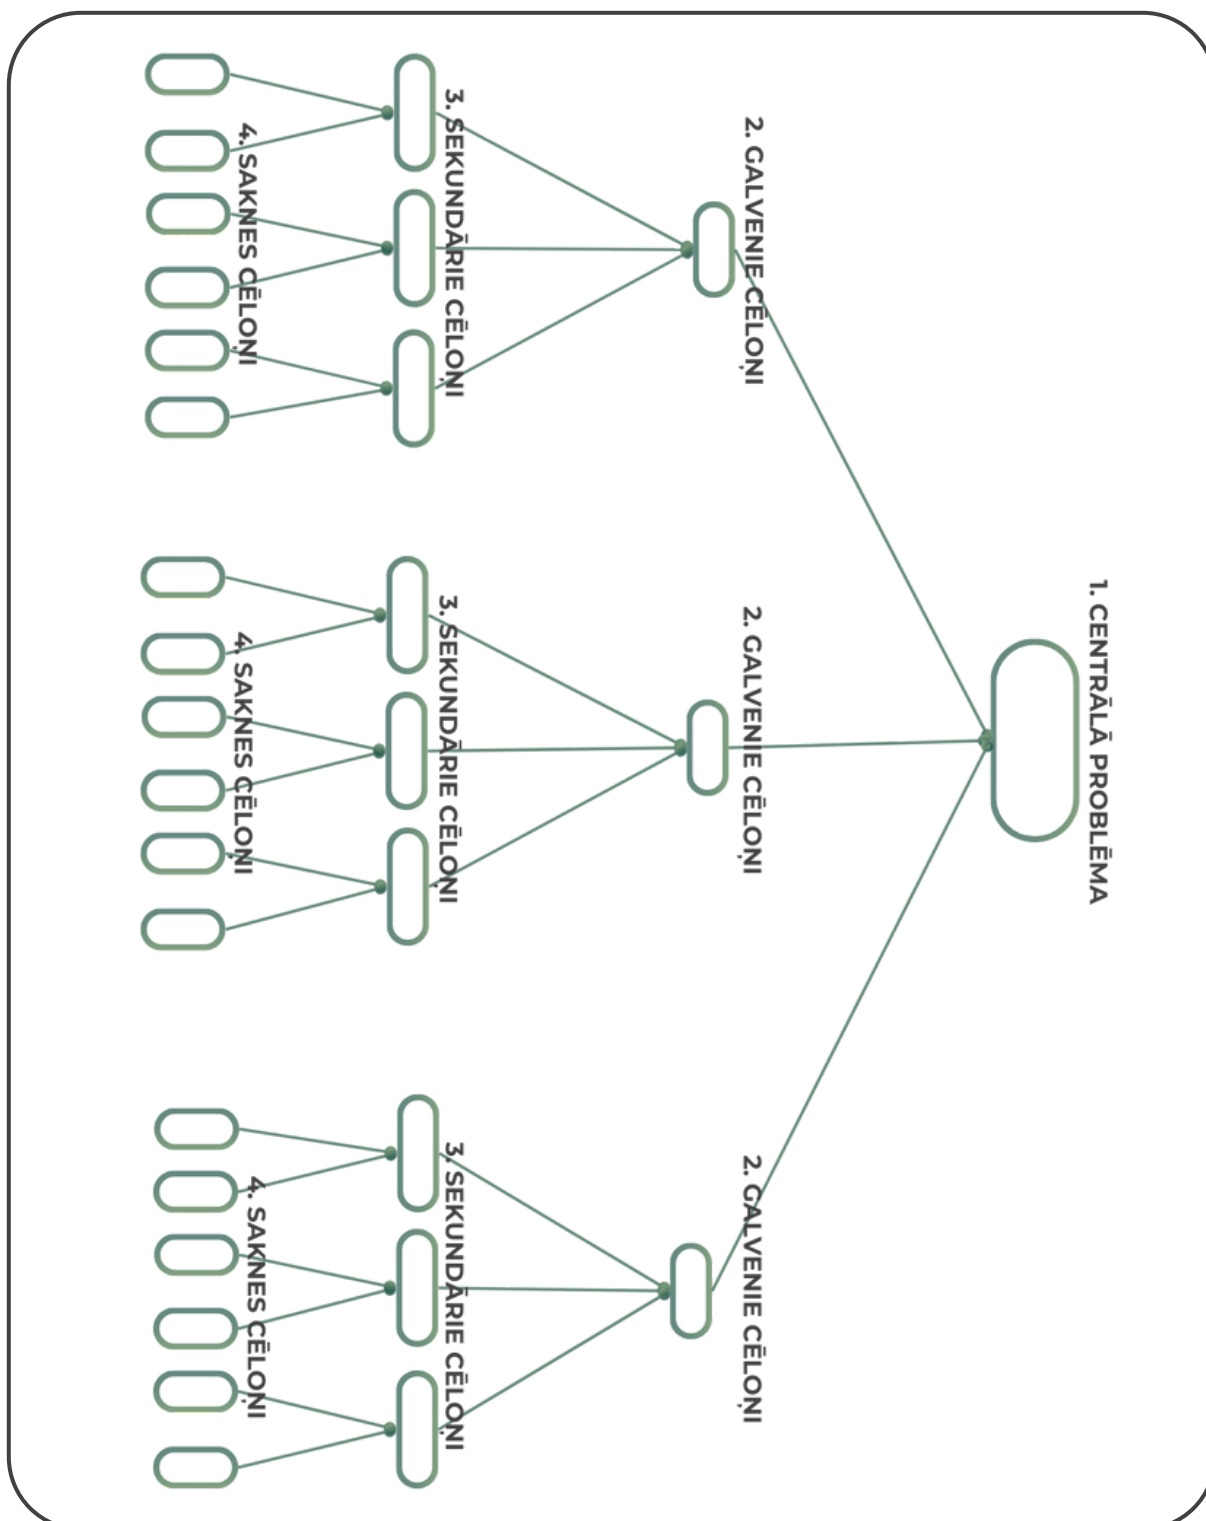 1. CENTRĀLĀ PROBLĒMA
2. GALVENIE CĒLOŅI
2. GALVENIE CĒLOŅI
2. GALVENIE CĒLOŅI
3. SEKUNDĀRIE CĒLOŅI
3. SEKUNDĀRIE CĒLOŅI
3. SEKUNDĀRIE CĒLOŅI
4. SAKNES CĒLOŅI
4. SAKNES CĒLOŅI
4. SAKNES CĒLOŅI